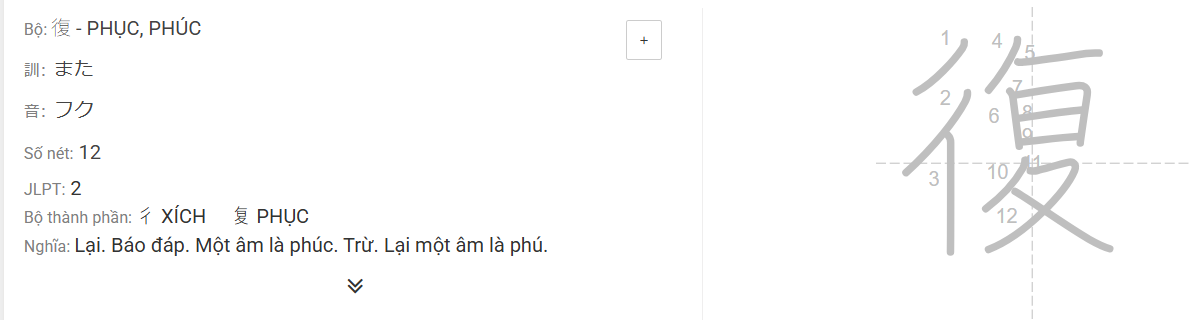 Bộ: 復 - PHỤC, PHÚC
+
訓: また
音: フク
Số nét: 12
JLPT: 2
Bộ thành phần: 彳 XÍCH 复 PHỤC
Nghĩa: Lại. Báo đáp. Một âm là phúc. Trừ. Lại một âm là phú.
復
1
2
3
4
5
6
7
8
9
10
11
12